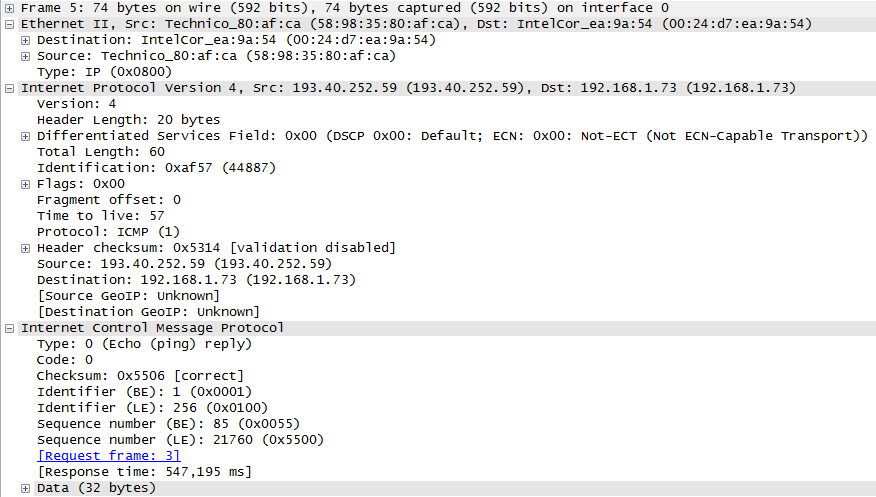 Frame 5: 74 bytes on wire (592 bits), 74 bytes captured (592 bits) on interface 0
Ethernet II, Src: Technico_80:af:ca (58:98:35:80:af:ca), Dst: IntelCor_ea:9a:54 (00:24:d7:ea:9a:54)
Destination: IntelCor_ea:9a:54 (00:24:d7:ea:9a:54)
Source: Technico_80:af:ca (58:98:35:80:af:ca)
Type: IP (0x0800)
Internet Protocol Version 4, Src: 193.40.252.59 (193.40.252.59), Dst: 192.168.1.73 (192.168.1.73)
Version: 4
Header Length: 20 bytes
Differentiated Services Field: 0x00 (DSCP 0x00: Default; ECN: 0x00: Not-ECT (Not ECN-Capable Transport))
Total Length: 60
Identification: 0xaf57 (44887)
Flags: 0x00
Fragment offset: 0
Time to live: 57
Protocol: ICMP (1)
Header checksum: 0x5314 [validation disabled]
Source: 193.40.252.59 (193.40.252.59)
Destination: 192.168.1.73 (192.168.1.73)
[Source GeoIP: Unknown]
[Destination GeoIP: Unknown]
Internet Control Message Protocol
Type: 0 (Echo (ping) reply)
Code: 0
Checksum: 0x5506 [correct]
Identifier (BE): 1 (0x0001)
Identifier (LE): 256 (0x0100)
Sequence number (BE): 85 (0x0055)
Sequence number (LE): 21760 (0x5500)
[Request frame: 3]
[Response time: 547,195 ms]
Data (32 bytes)